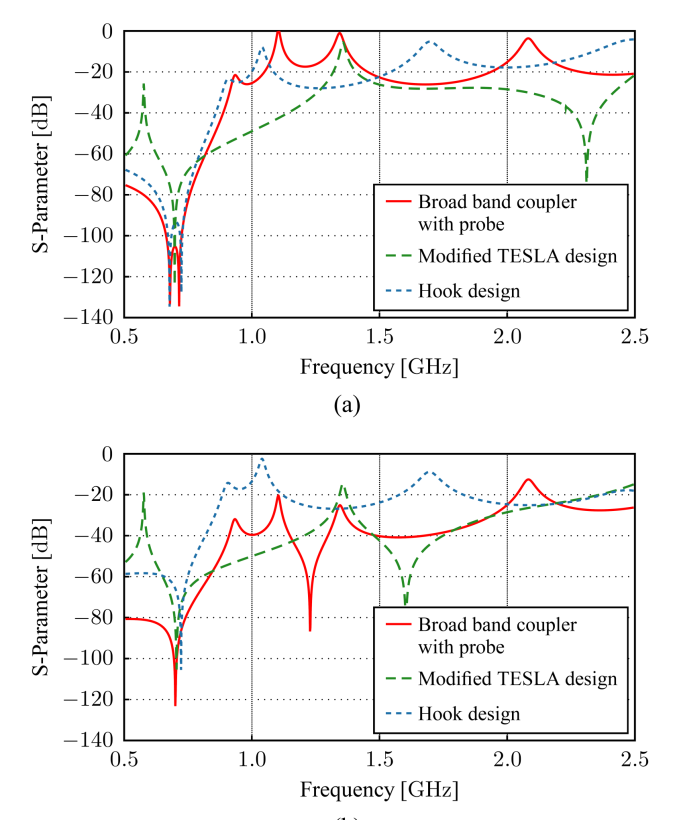 0
−20
−40
−60
−80
−100
−120
−140
S-Parameter [dB]
Broad band coupler
with probe
Modified TESLA design
Hook design
0.5 1.0 1.5 2.0 2.5
Frequency [GHz]
(a)
0
−20
−40
−60
−80
−100
−120
−140
S-Parameter [dB]
Broad band coupler
with probe
Modified TESLA design
Hook design
0.5 1.0 1.5 2.0 2.5
Frequency [GHz]